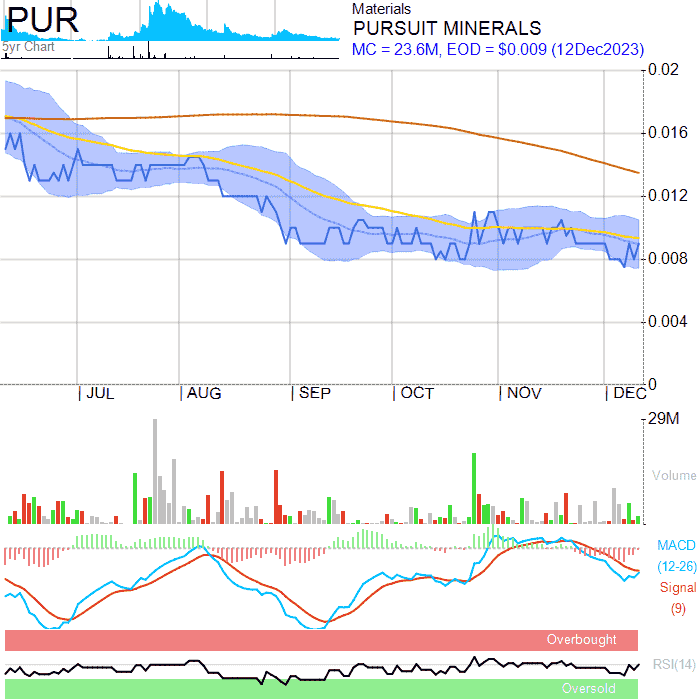 PUR
5yr Chart
Materials
PURSUIT MINERALS
MC = 23.6M, EOD = $0.009 (12Dec2023)
0.02
0.016
0.012
0.008
0.004
0
JUL AUG SEP OCT NOV DEC
29M
Volume
MACD
(12-26)
Signal
(9)
Overbought
RSI(14)
Oversold